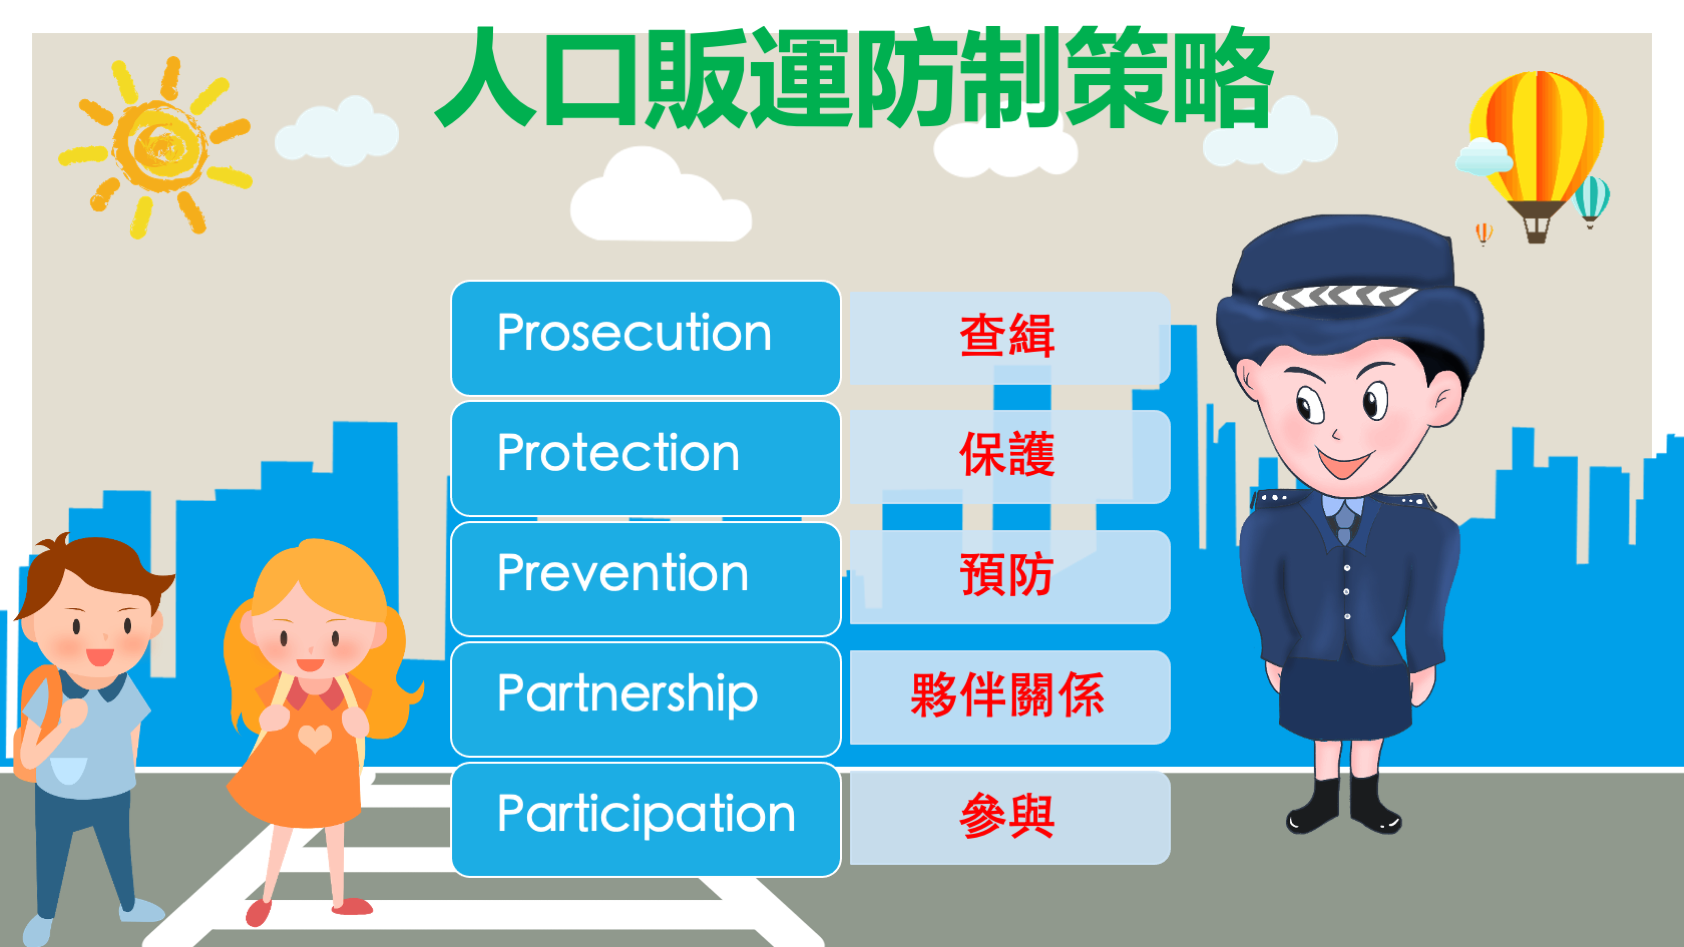 人口販運防制策略
Prosecution
查緝
Protection
保護
Prevention
預防
Partnership
夥伴關係
Participation
參與